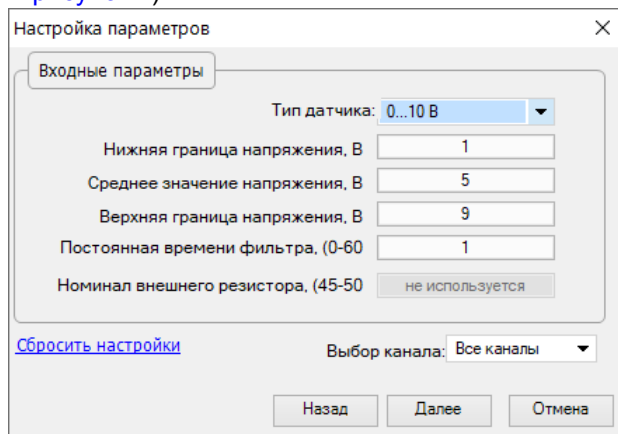 Настройка параметров
Входные параметры
Тип датчика: 0...10 В
Нижняя граница напряжения, В 1
Среднее значение напряжения, В 5
Верхняя граница напряжения, В 9
Постоянная времени фильтра, (0-60 1
Номинал внешнего резистора, (45-50 не используется
Сбросить настройки Выбор канала: Все каналы
Назад Далее Отмена